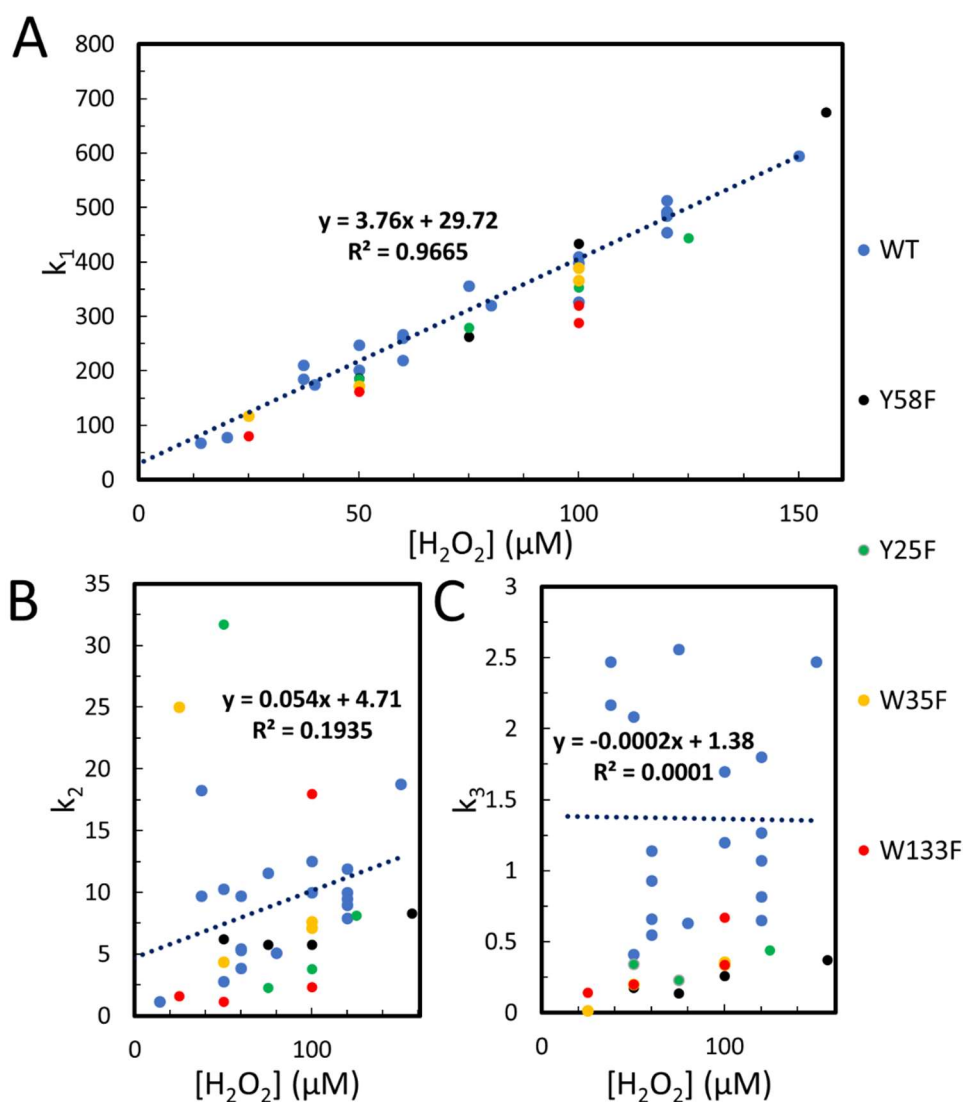 A
800
700
600
500
400
300
200
100
0
k₁
y = 3.76x + 29.72
R² = 0.9665
0 50 100 150
[H₂O₂] (μM)
WT
Y58F
Y25F
W35F
W133F
B
35
30
25
20
15
10
5
0
k₂
y = 0.054x + 4.71
R² = 0.1935
0 100
[H₂O₂] (μM)
C
3
2.5
2
1.5
1
0.5
0
k₃
y = -0.0002x + 1.38
R² = 0.0001
0 100
[H₂O₂] (μM)